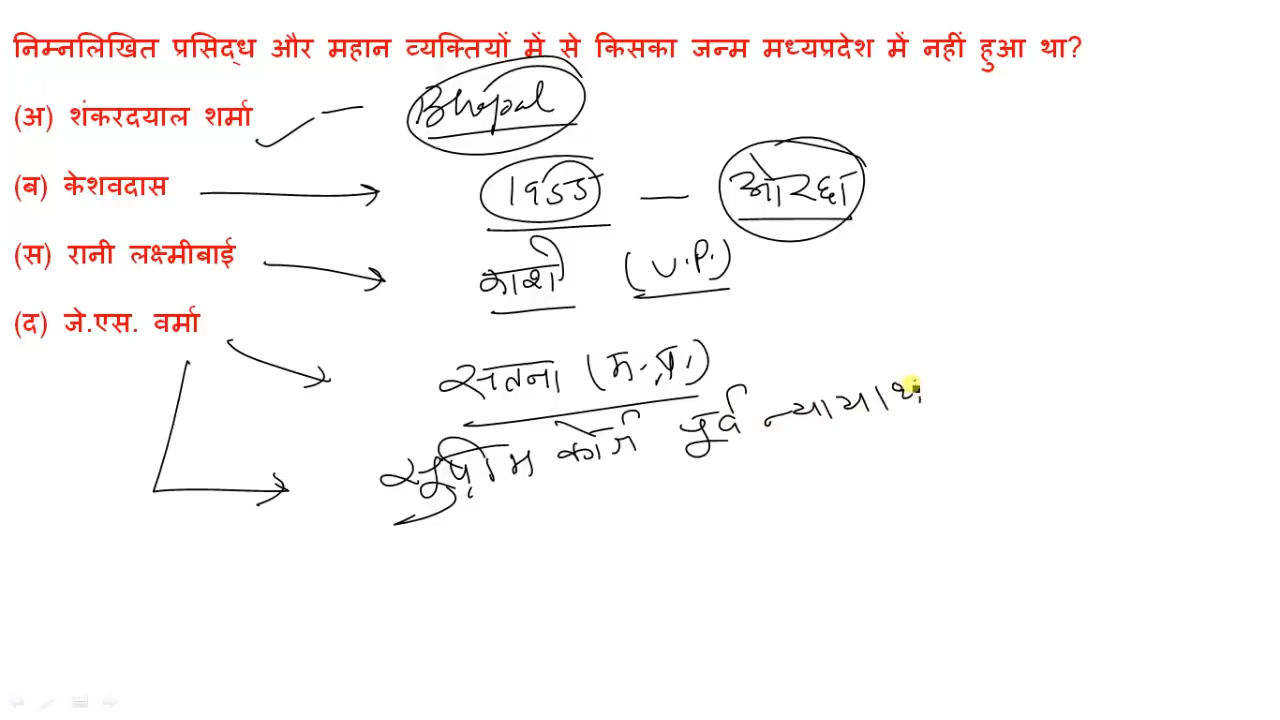 निम्नलिखित प्रसिद्ध और महान व्यक्तियों में से किसका जन्म मध्यप्रदेश में नहीं हुआ था?
(अ) शंकरदयाल शर्मा — Bhopal
(ब) केशवदास 1955 — ओरछा
(स) रानी लक्ष्मीबाई काशी (U.P.)
(द) जे.एस. वर्मा
सतना (म.प्र.)
सुप्रीम कोर्ट पूर्व